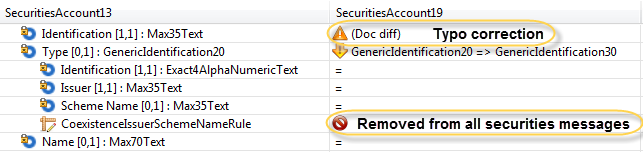 SecuritiesAccount13 SecuritiesAccount19
Identification [1,1] : Max35Text (Doc diff) Typo correction
Type [0,1] : GenericIdentification20 GenericIdentification20 => GenericIdentification30
Identification [1,1] : Exact4AlphaNumericText =
Issuer [1,1] : Max35Text =
Scheme Name [0,1] : Max35Text =
CoexistenceIssuerSchemeNameRule Removed from all securities messages
Name [0,1] : Max70Text =